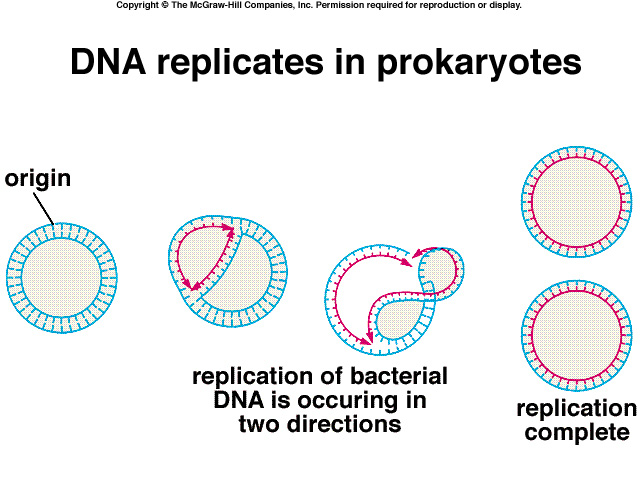 Copyright © The McGraw-Hill Companies, Inc. Permission required for reproduction or display.
DNA replicates in prokaryotes
origin
replication of bacterial
DNA is occuring in
two directions
replication
complete